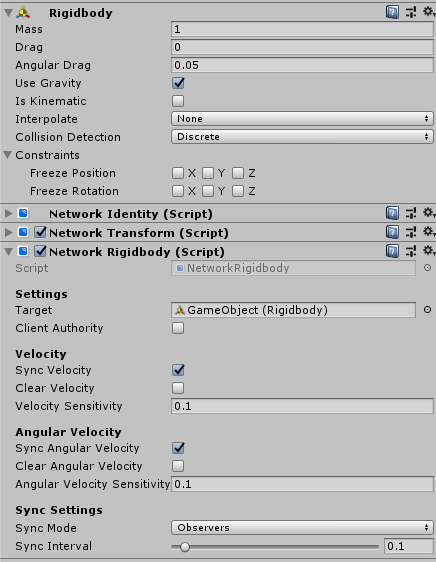 Rigidbody
Mass 1
Drag 0
Angular Drag 0.05
Use Gravity
Is Kinematic
Interpolate None
Collision Detection Discrete
Constraints
Freeze Position X Y Z
Freeze Rotation X Y Z
Network Identity (Script)
Network Transform (Script)
Network Rigidbody (Script)
Script NetworkRigidbody
Settings
Target GameObject (Rigidbody)
Client Authority
Velocity
Sync Velocity
Clear Velocity
Velocity Sensitivity 0.1
Angular Velocity
Sync Angular Velocity
Clear Angular Velocity
Angular Velocity Sensitivity 0.1
Sync Settings
Sync Mode Observers
Sync Interval 0.1